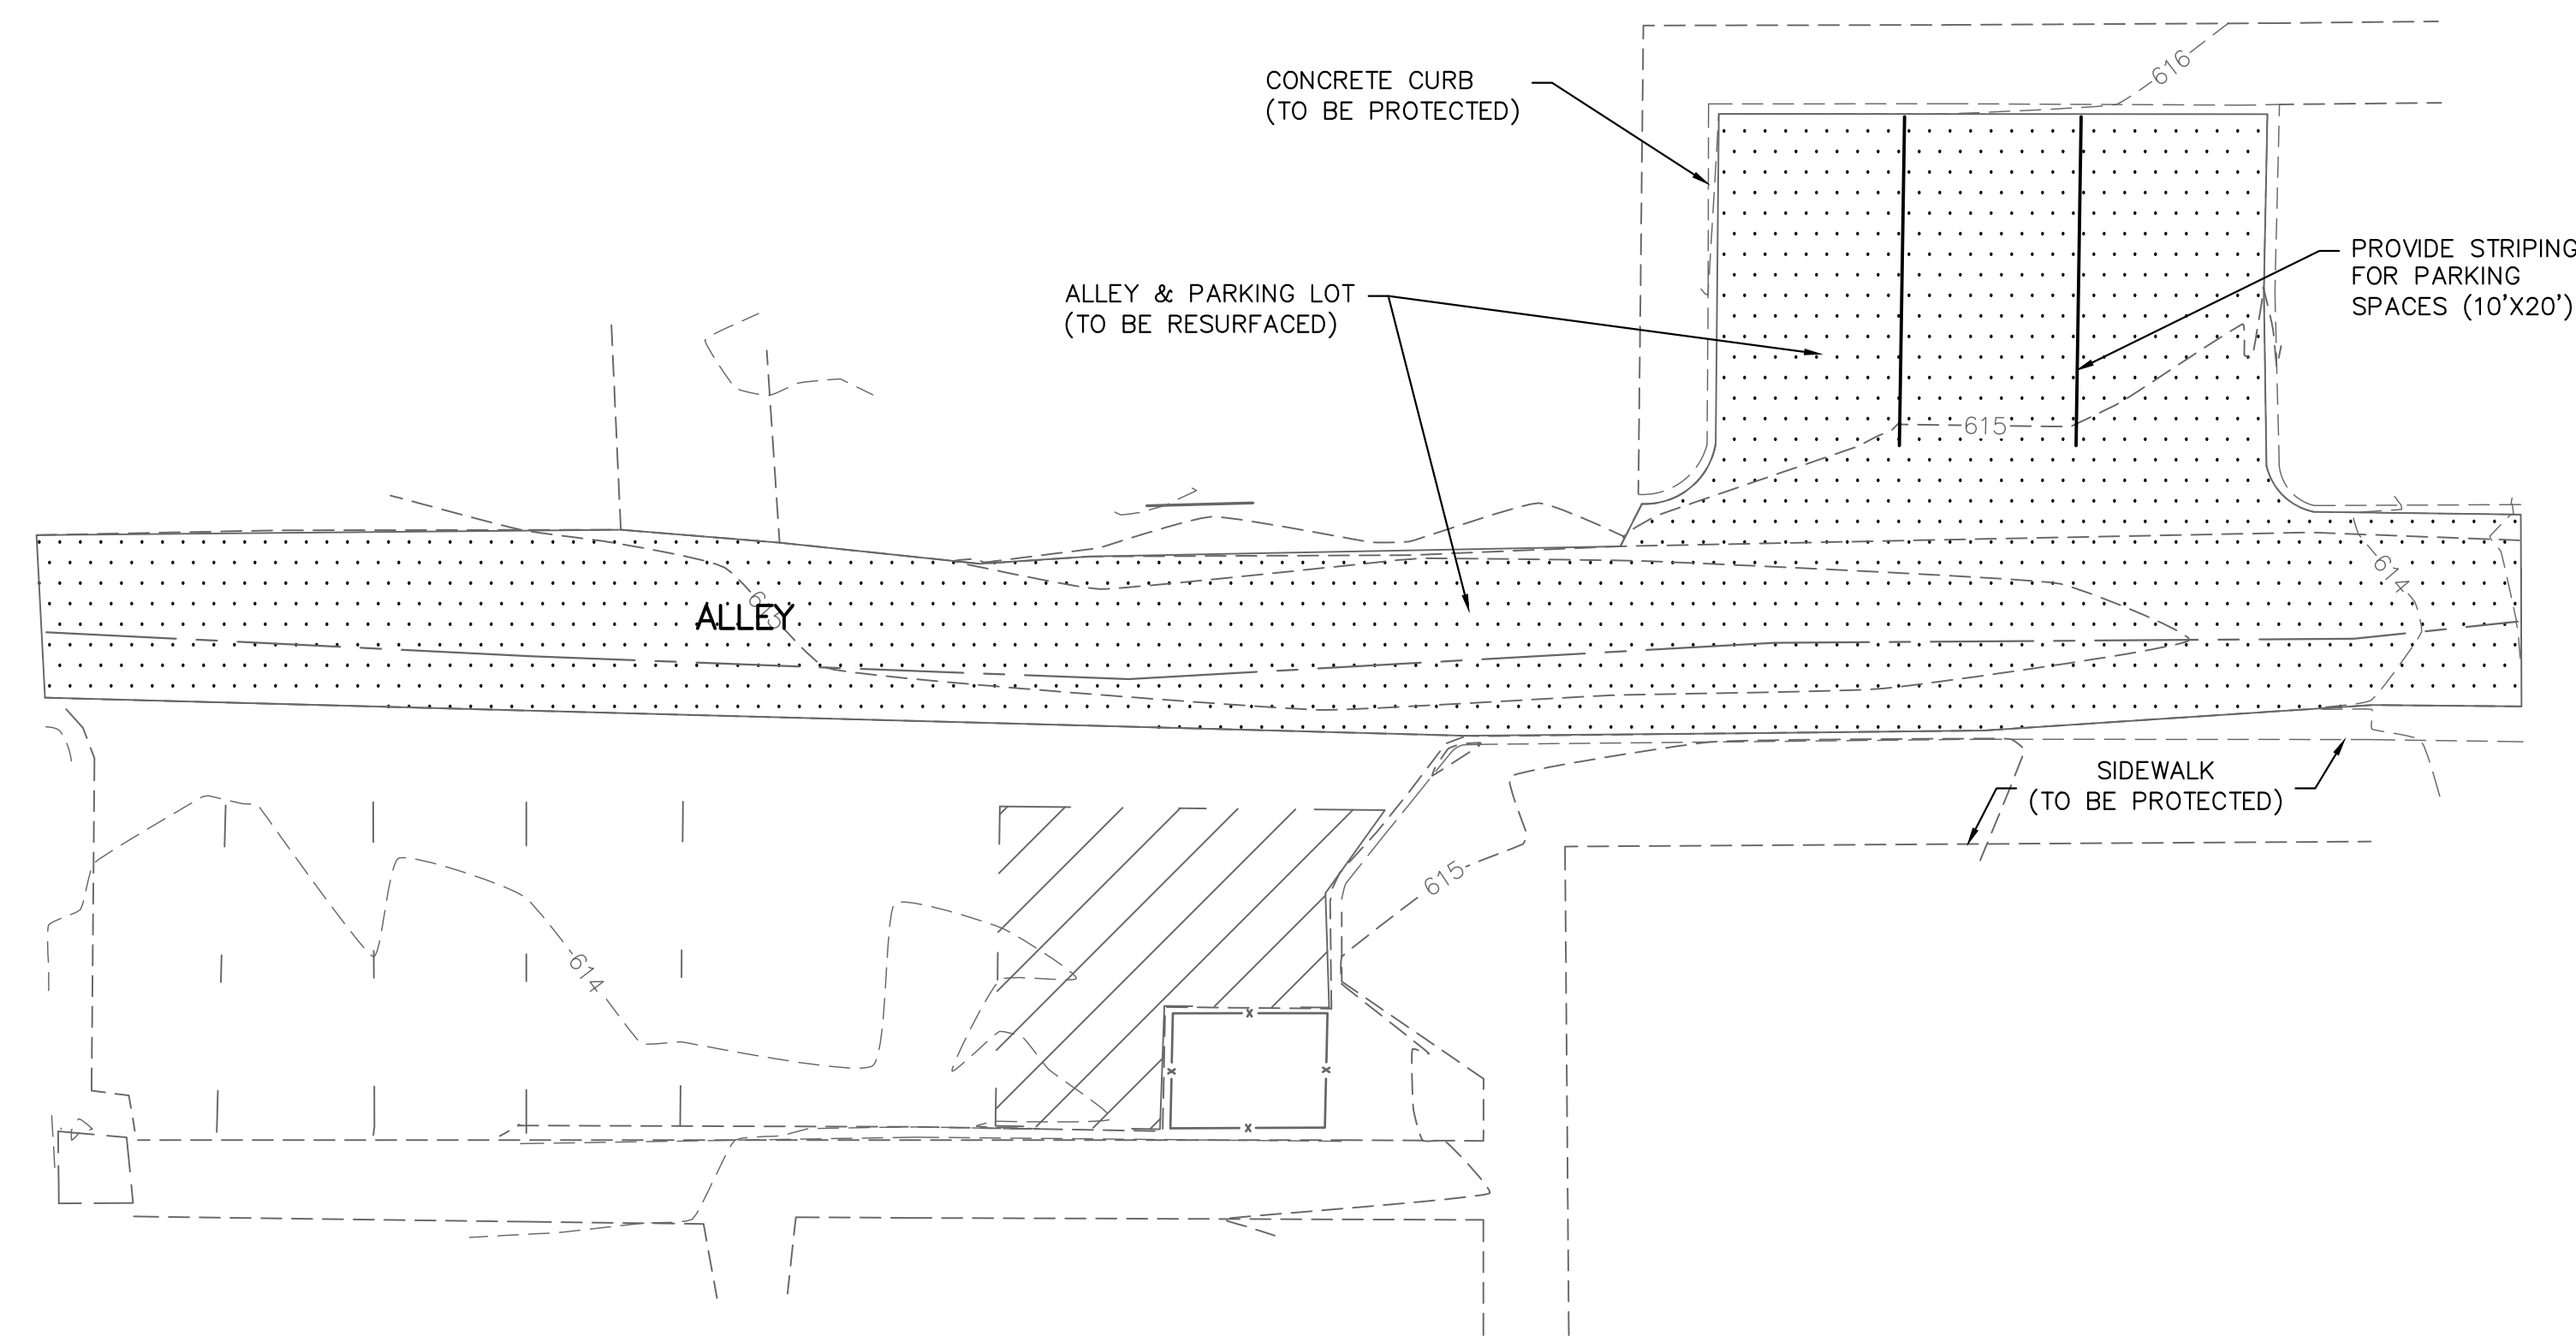 616
CONCRETE CURB
(TO BE PROTECTED)
PROVIDE STRIPING
FOR PARKING
SPACES (10'X20')
ALLEY & PARKING LOT
(TO BE RESURFACED)
615
614
ALLEY
SIDEWALK
(TO BE PROTECTED)
615
614